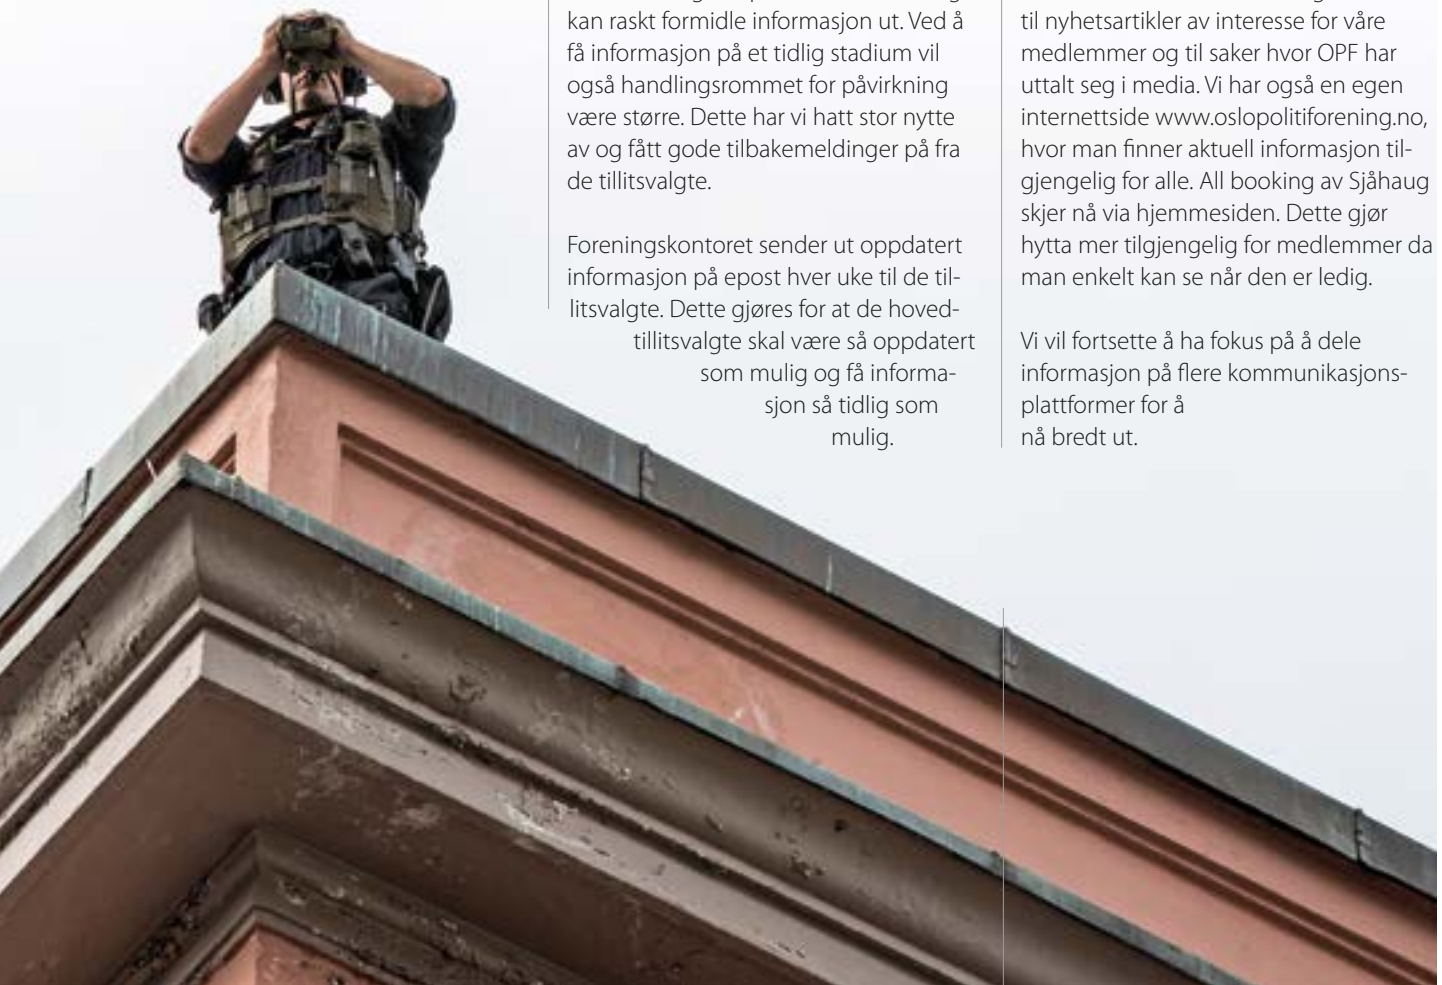 kan raskt formidle informasjon ut. Ved å
få informasjon på et tidlig stadium vil
også handlingsrommet for påvirkning
være større. Dette har vi hatt stor nytte
av og fått gode tilbakemeldinger på fra
de tillitsvalgte.
Foreningskontoret sender ut oppdatert
informasjon på epost hver uke til de til-
litsvalgte. Dette gjøres for at de hoved-
tillitsvalgte skal være så oppdatert
som mulig og få informa-
sjon så tidlig som
mulig.
til nyhetsartikler av interesse for våre
medlemmer og til saker hvor OPF har
uttalt seg i media. Vi har også en egen
internettside www.oslopolitiforening.no,
hvor man finner aktuell informasjon til-
gjengelig for alle. All booking av Sjåhaug
skjer nå via hjemmesiden. Dette gjør
hytta mer tilgjengelig for medlemmer da
man enkelt kan se når den er ledig.
Vi vil fortsette å ha fokus på å dele
informasjon på flere kommunikasjons-
plattformer for å
nå bredt ut.